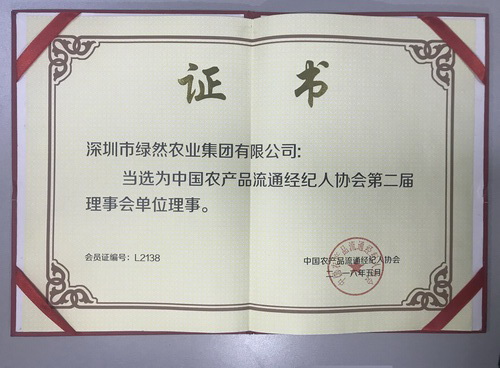 证书
深圳市绿然农业集团有限公司:
当选为中国农产品流通经纪人协会第二届
理事会单位理事。
会员证编号：L2138
中国农产品流通经纪人协会
二〇一八年五月